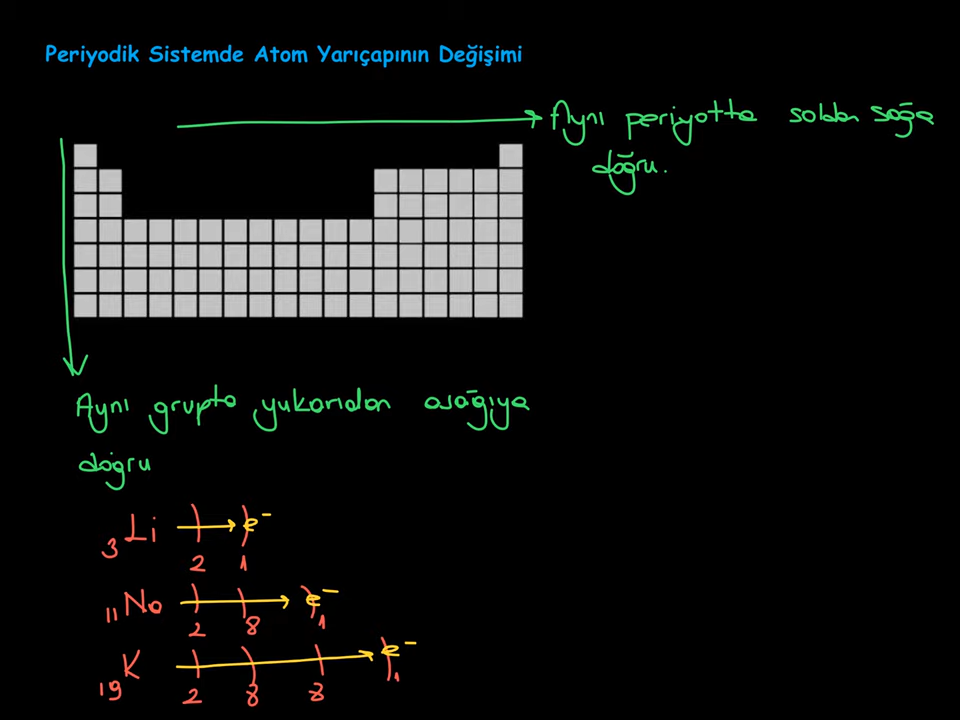 Periyodik Sistemde Atom Yarıçapının Değişimi
Aynı periyotta soldan sağa
doğru.
Aynı grupta yukarıdan aşağıya
doğru
3Li e⁻
2 1
11Na e⁻
2 8 1
19K e⁻
2 8 8 1